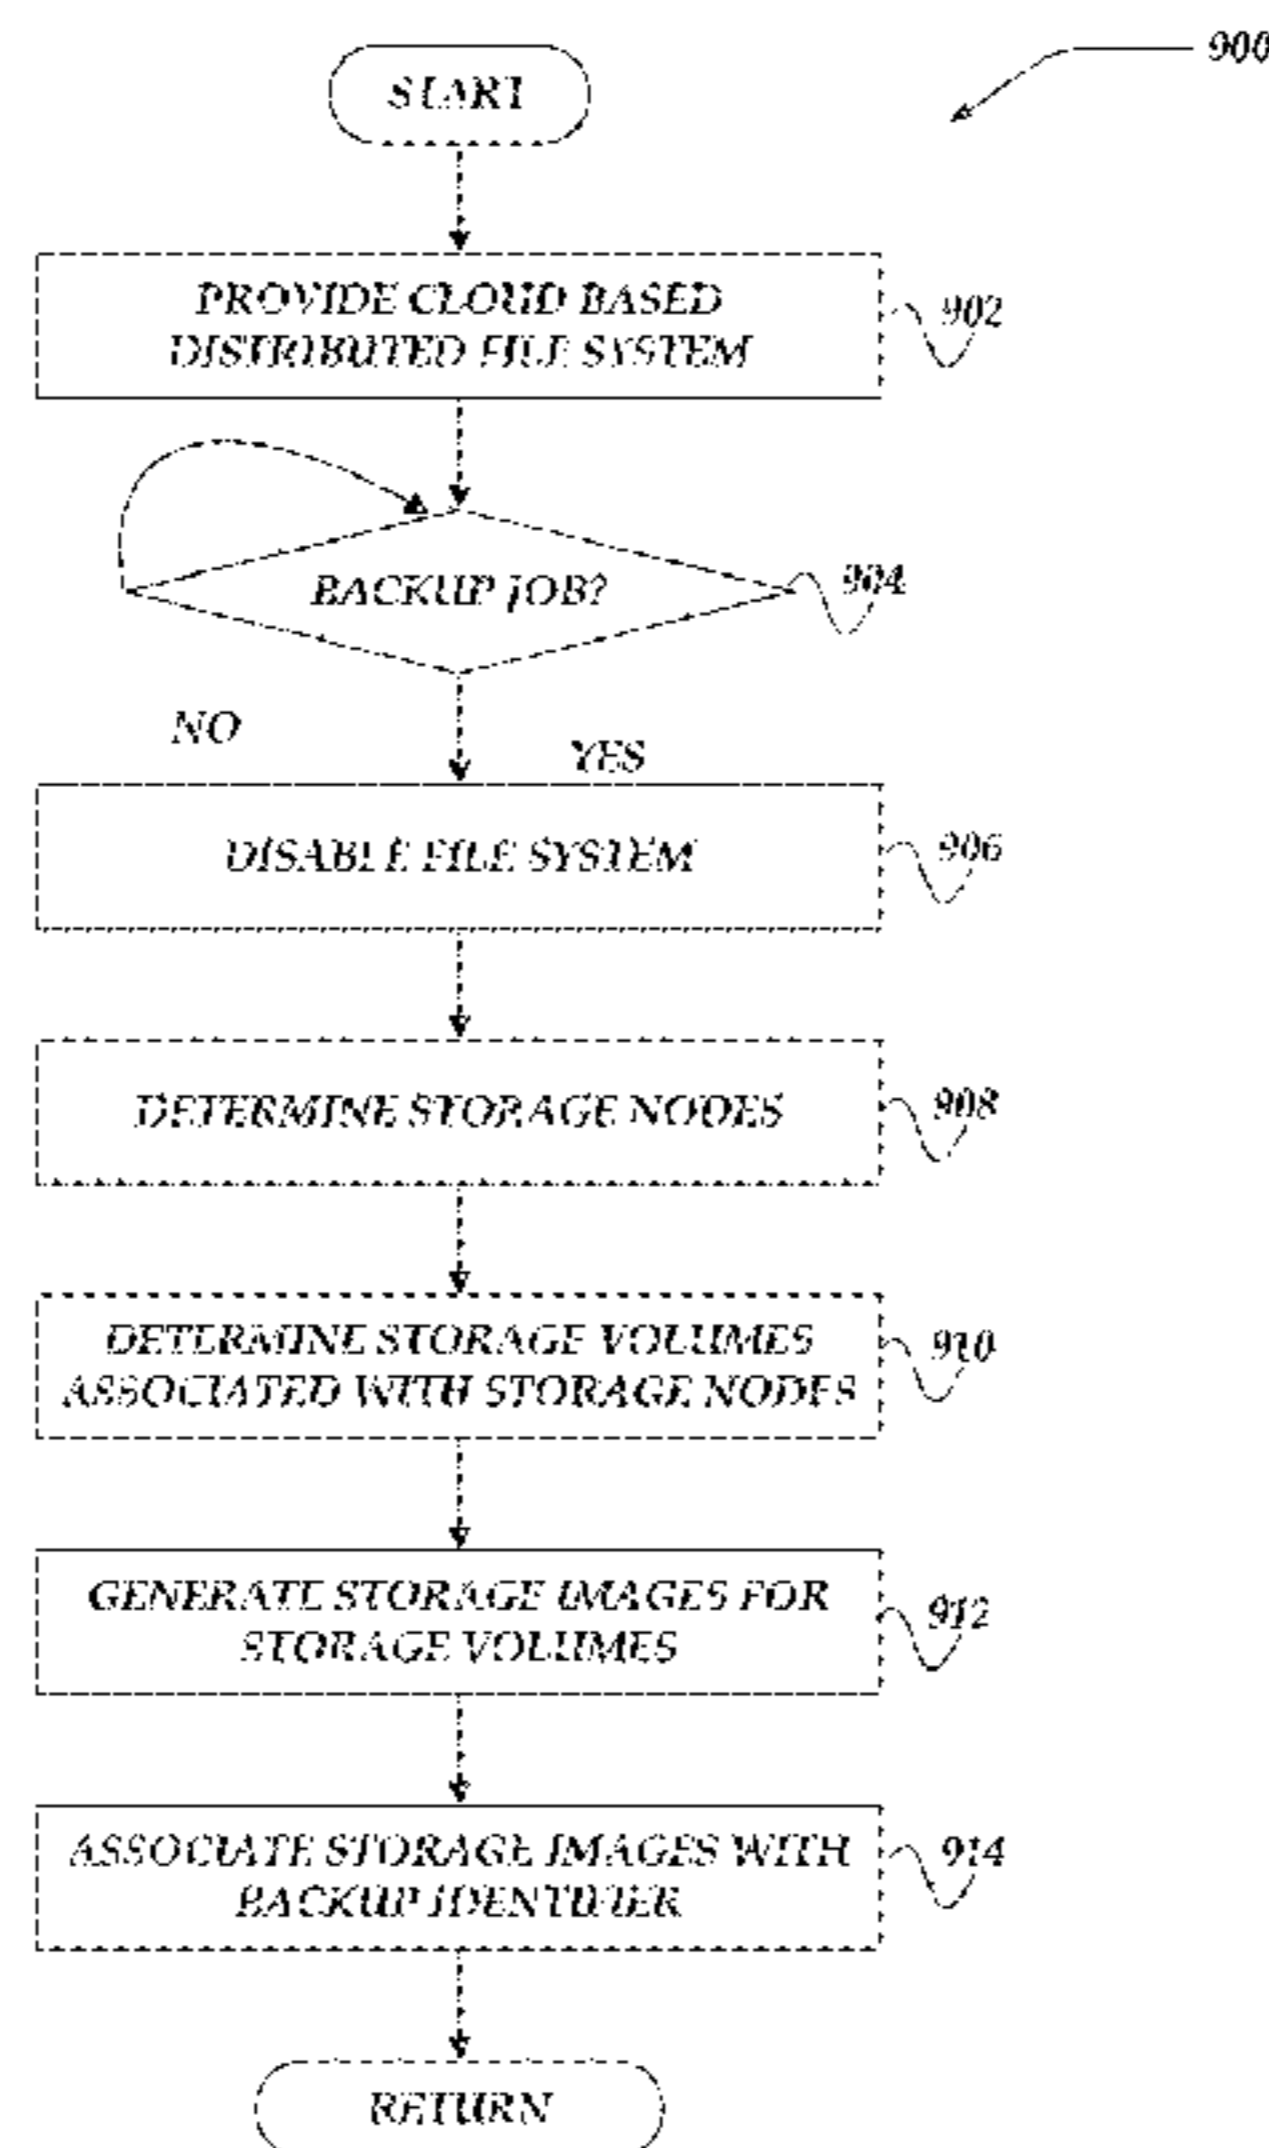 900
START
PROVIDE CLOUD BASED
DISTRIBUTED FILE SYSTEM
902
BACKUP JOB?
904
NO
YES
DISABLE FILE SYSTEM
906
DETERMINE STORAGE NODES
908
DETERMINE STORAGE VOLUMES
ASSOCIATED WITH STORAGE NODES
910
GENERATE STORAGE IMAGES FOR
STORAGE VOLUMES
912
ASSOCIATE STORAGE IMAGES WITH
BACKUP IDENTIFIER
914
RETURN